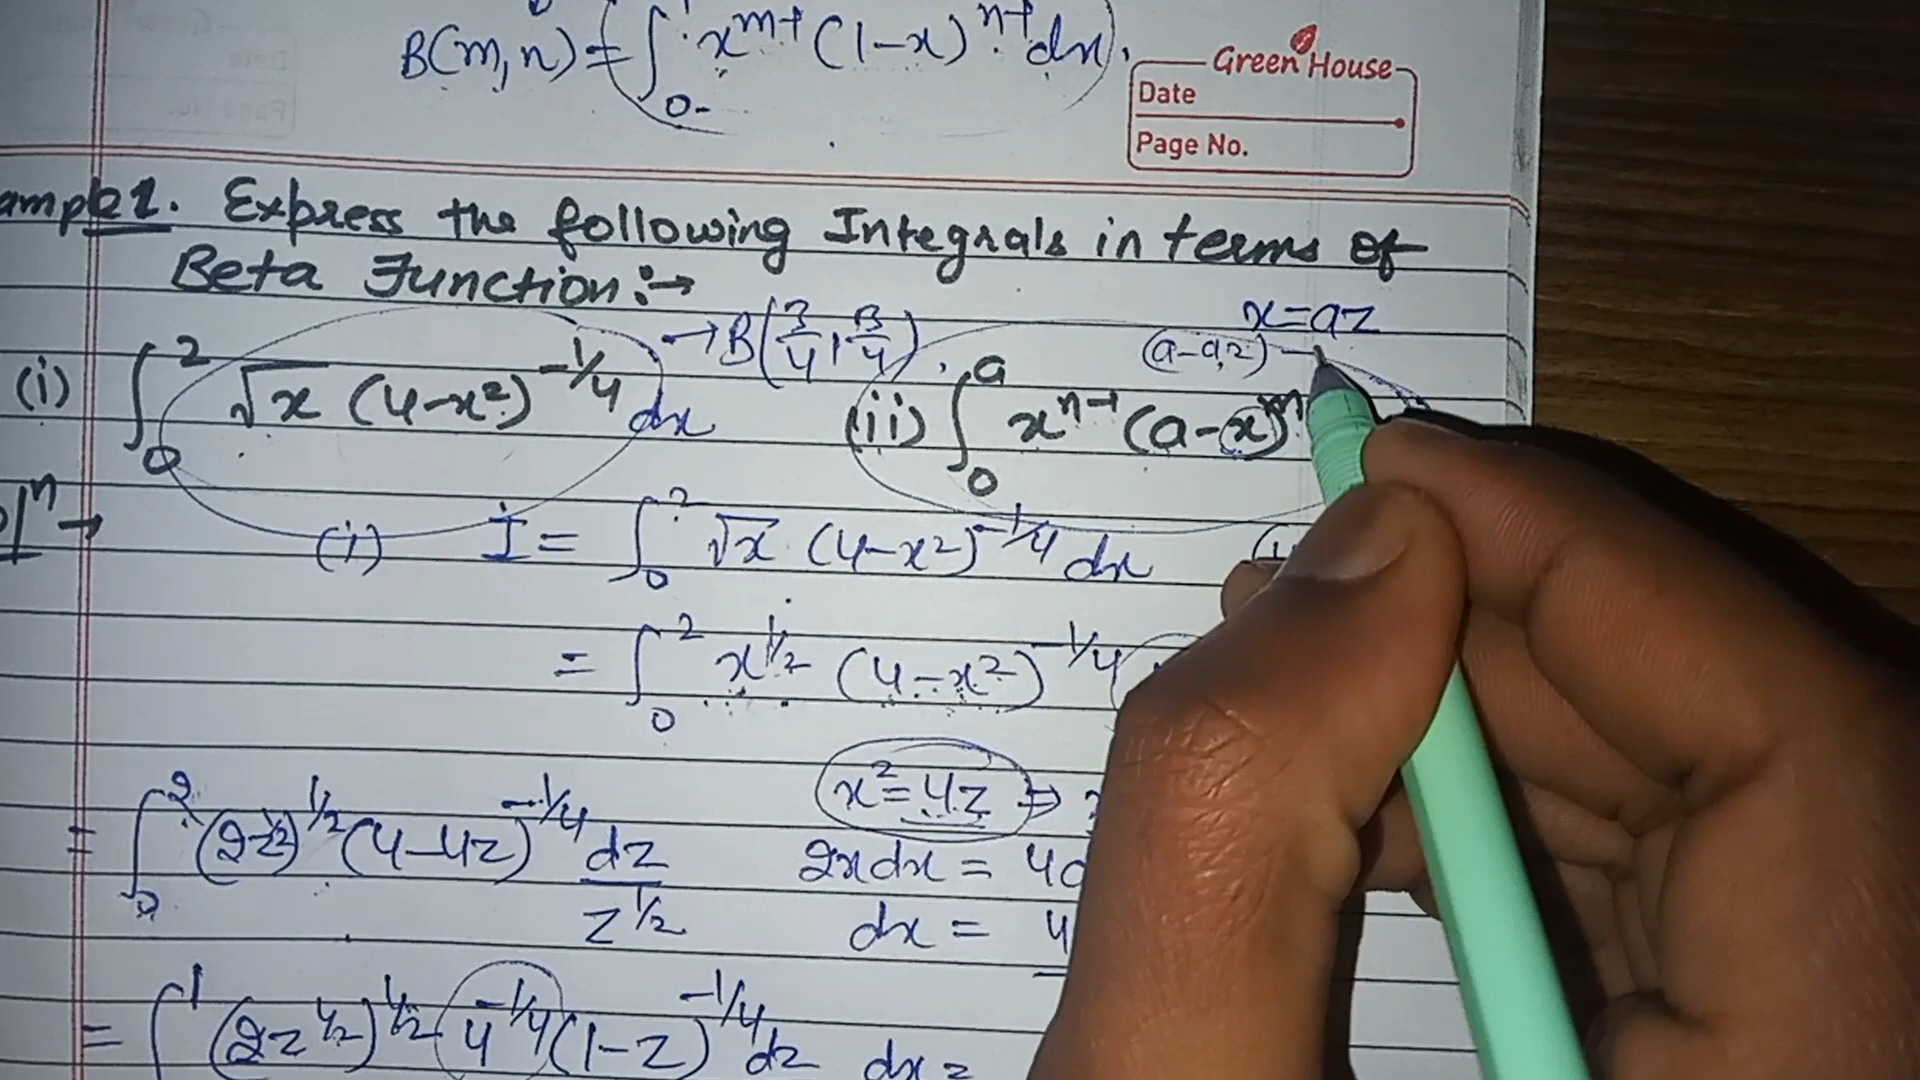 B(m,n) = ∫₀¹ x^{m-1} (1-x)^{n-1} dx.
Green House
Date
Page No.
Express the following Integrals in terms of
Beta Function:→
x=az
→B(3/4, 3/4)
(a-az)
(i) ∫₀² √x (4-x²)^{-1/4} dx
(ii) ∫₀ᵃ x^{n-1} (a-x)
(i) I = ∫₀² √x (4-x²)^{-1/4} dx
= ∫₀² x^{1/2} (4-x²)^{-1/4}
x²=4z ⇒
= ∫₀² (2z^{1/2})^{1/2} (4-4z)^{-1/4} dz/z^{1/2}
2xdx = 4
dx = 4
= ∫¹ (2z^{1/2})^{1/2} 4^{-1/4} (1-z)^{-1/4} dz
dx =